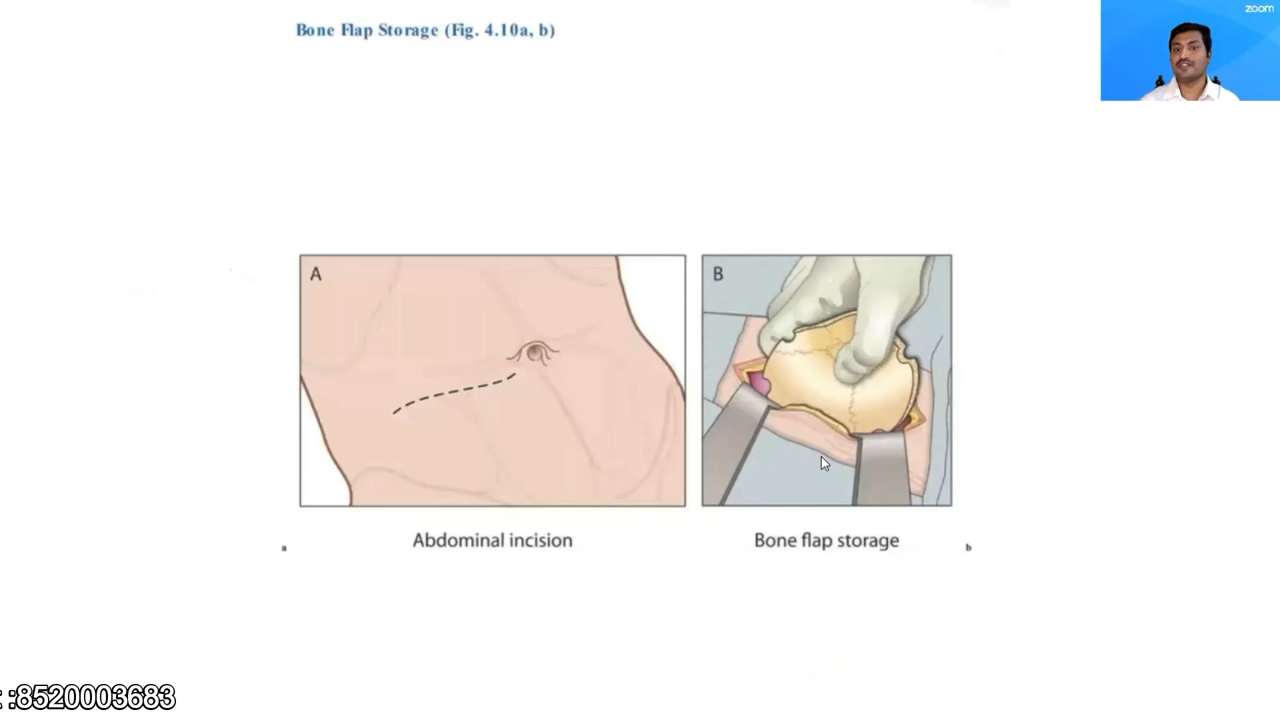 zoom
Bone Flap Storage (Fig. 4.10a, b)
A
B
Abdominal incision
Bone flap storage
a
b
:8520003683